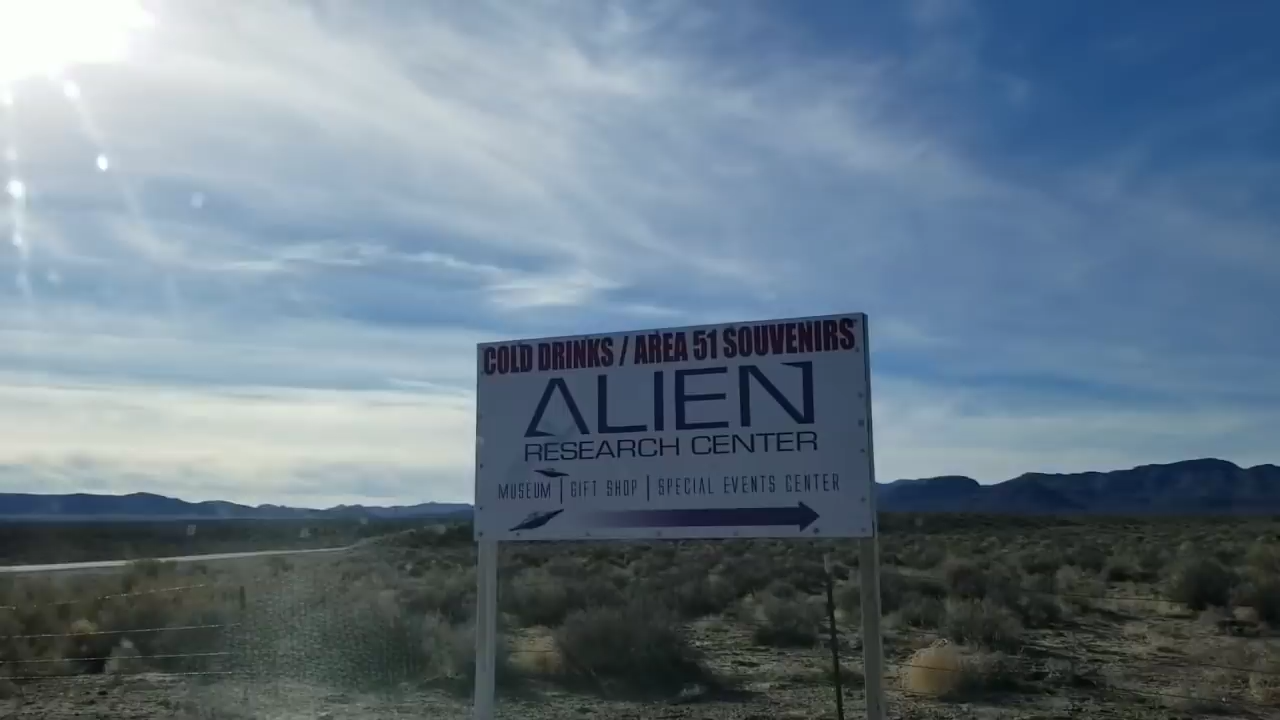 COLD DRINKS / AREA 51 SOUVENIRS
ALIEN
RESEARCH CENTER
MUSEUM | GIFT SHOP | SPECIAL EVENTS CENTER